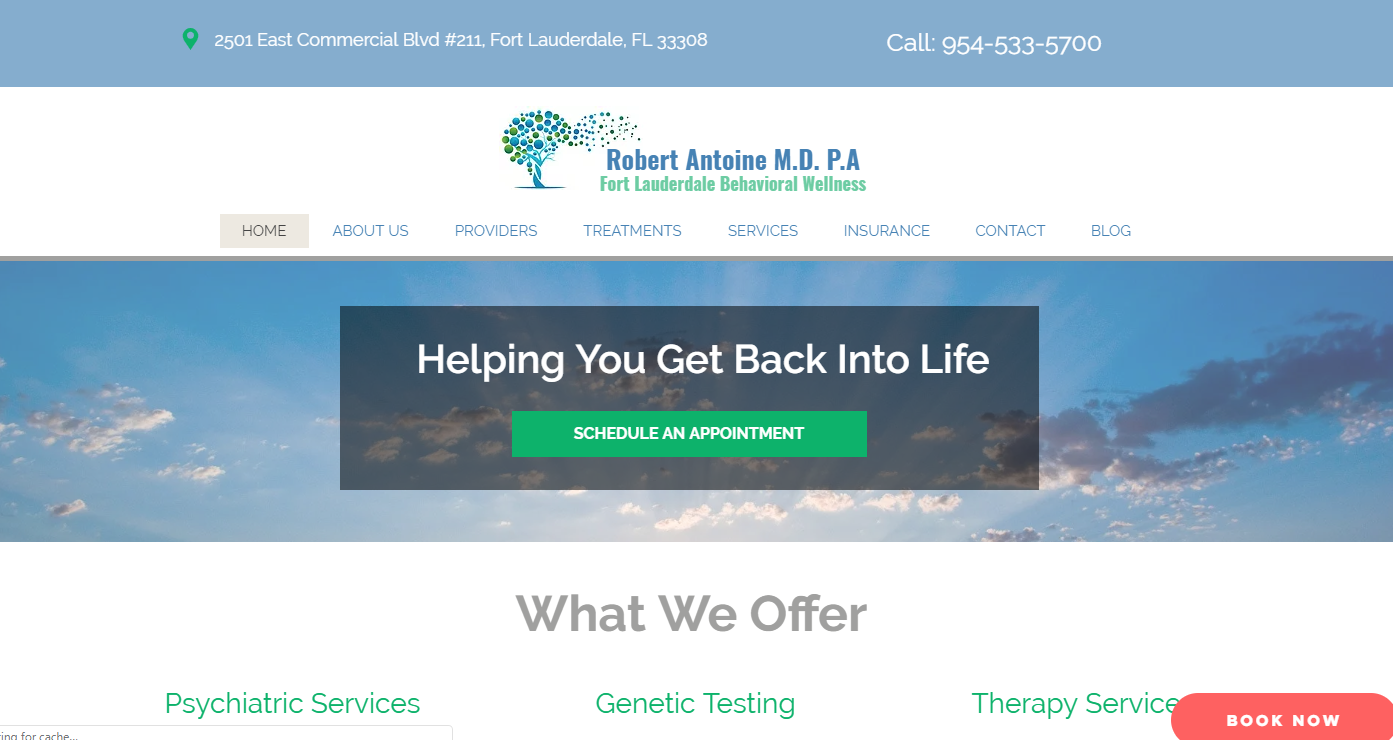 2501 East Commercial Blvd #211, Fort Lauderdale, FL 33308
Call: 954-533-5700
Robert Antoine M.D. P.A
Fort Lauderdale Behavioral Wellness
HOME ABOUT US PROVIDERS TREATMENTS SERVICES INSURANCE CONTACT BLOG
Helping You Get Back Into Life
SCHEDULE AN APPOINTMENT
What We Offer
Psychiatric Services Genetic Testing Therapy Service
BOOK NOW
for cache...